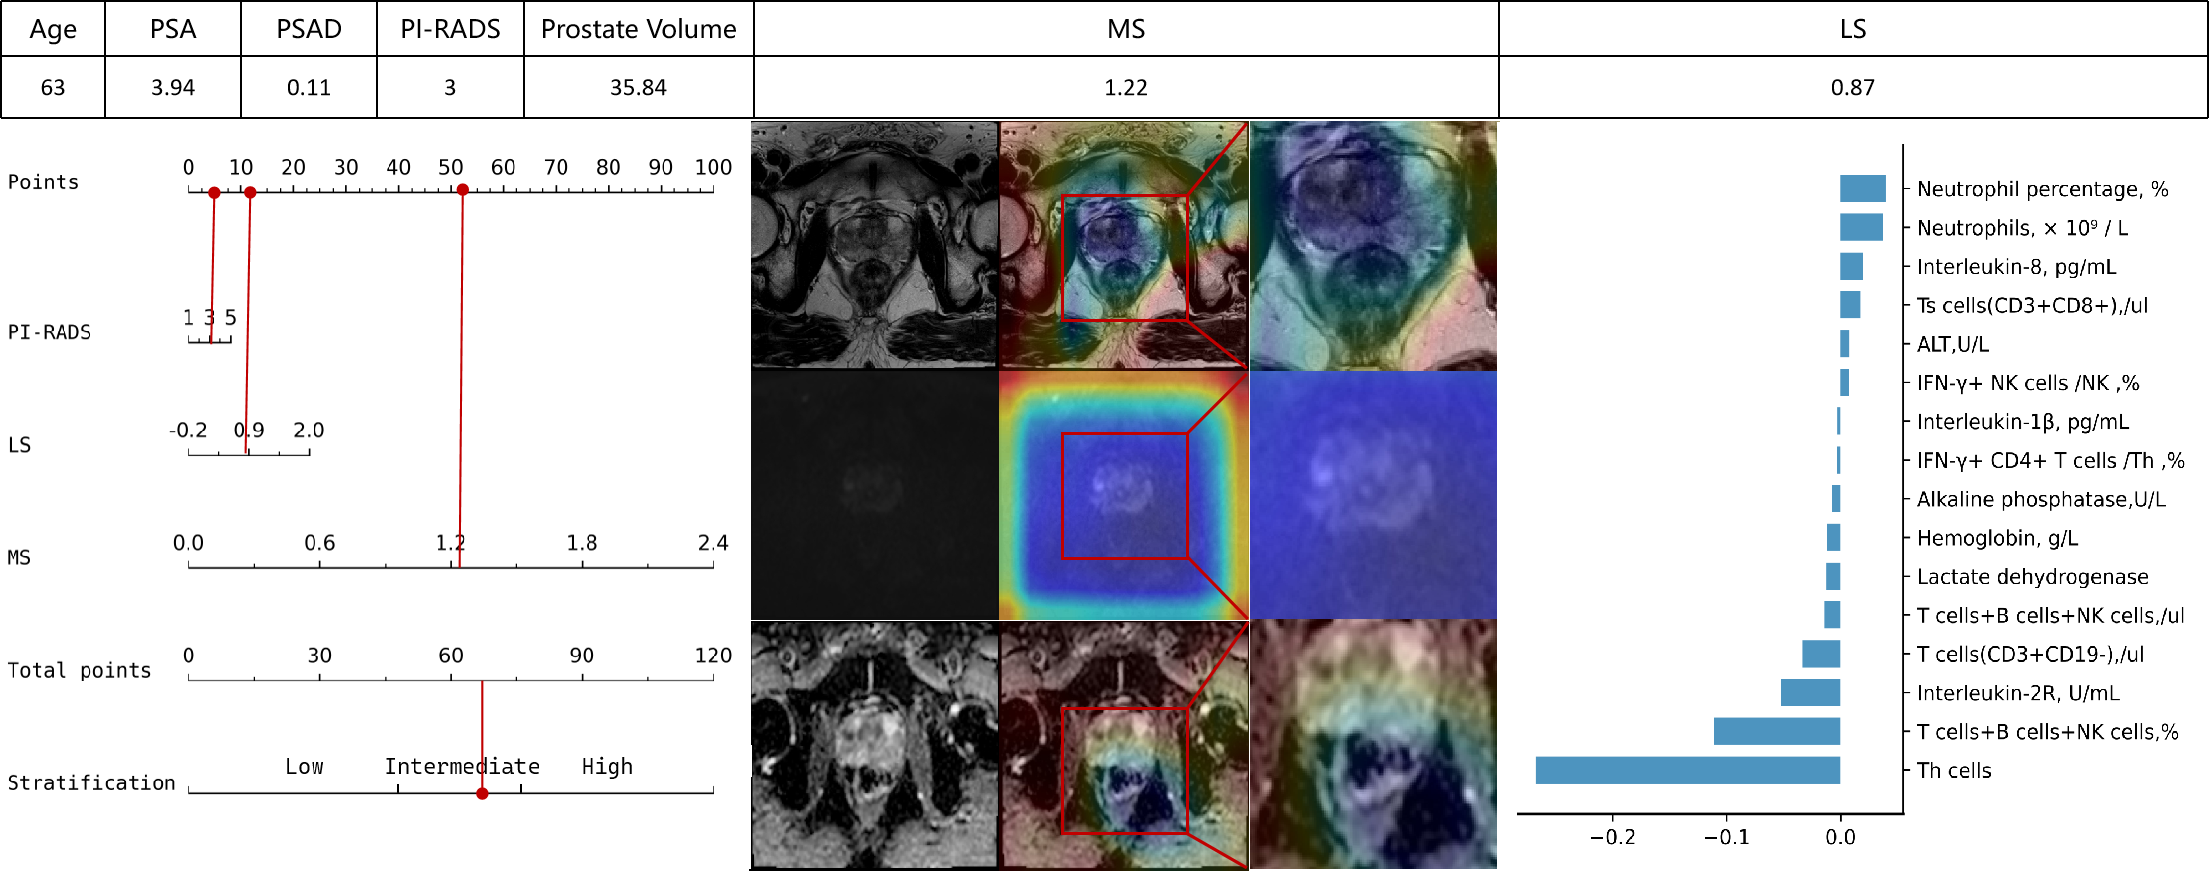 Age PSA PSAD PI-RADS Prostate Volume MS LS
63 3.94 0.11 3 35.84 1.22 0.87
Points 0 10 20 30 40 50 60 70 80 90 100
PI-RADS 1 3 5
LS -0.2 0.9 2.0
MS 0.0 0.6 1.2 1.8 2.4
Total points 0 30 60 90 120
Stratification Low Intermediate High
Neutrophil percentage, %
Neutrophils, × 10⁹ / L
Interleukin-8, pg/mL
Ts cells(CD3+CD8+),/ul
ALT,U/L
IFN-γ+ NK cells /NK ,%
Interleukin-1β, pg/mL
IFN-γ+ CD4+ T cells /Th ,%
Alkaline phosphatase,U/L
Hemoglobin, g/L
Lactate dehydrogenase
T cells+B cells+NK cells,/ul
T cells(CD3+CD19-),/ul
Interleukin-2R, U/mL
T cells+B cells+NK cells,%
Th cells
−0.2 −0.1 0.0